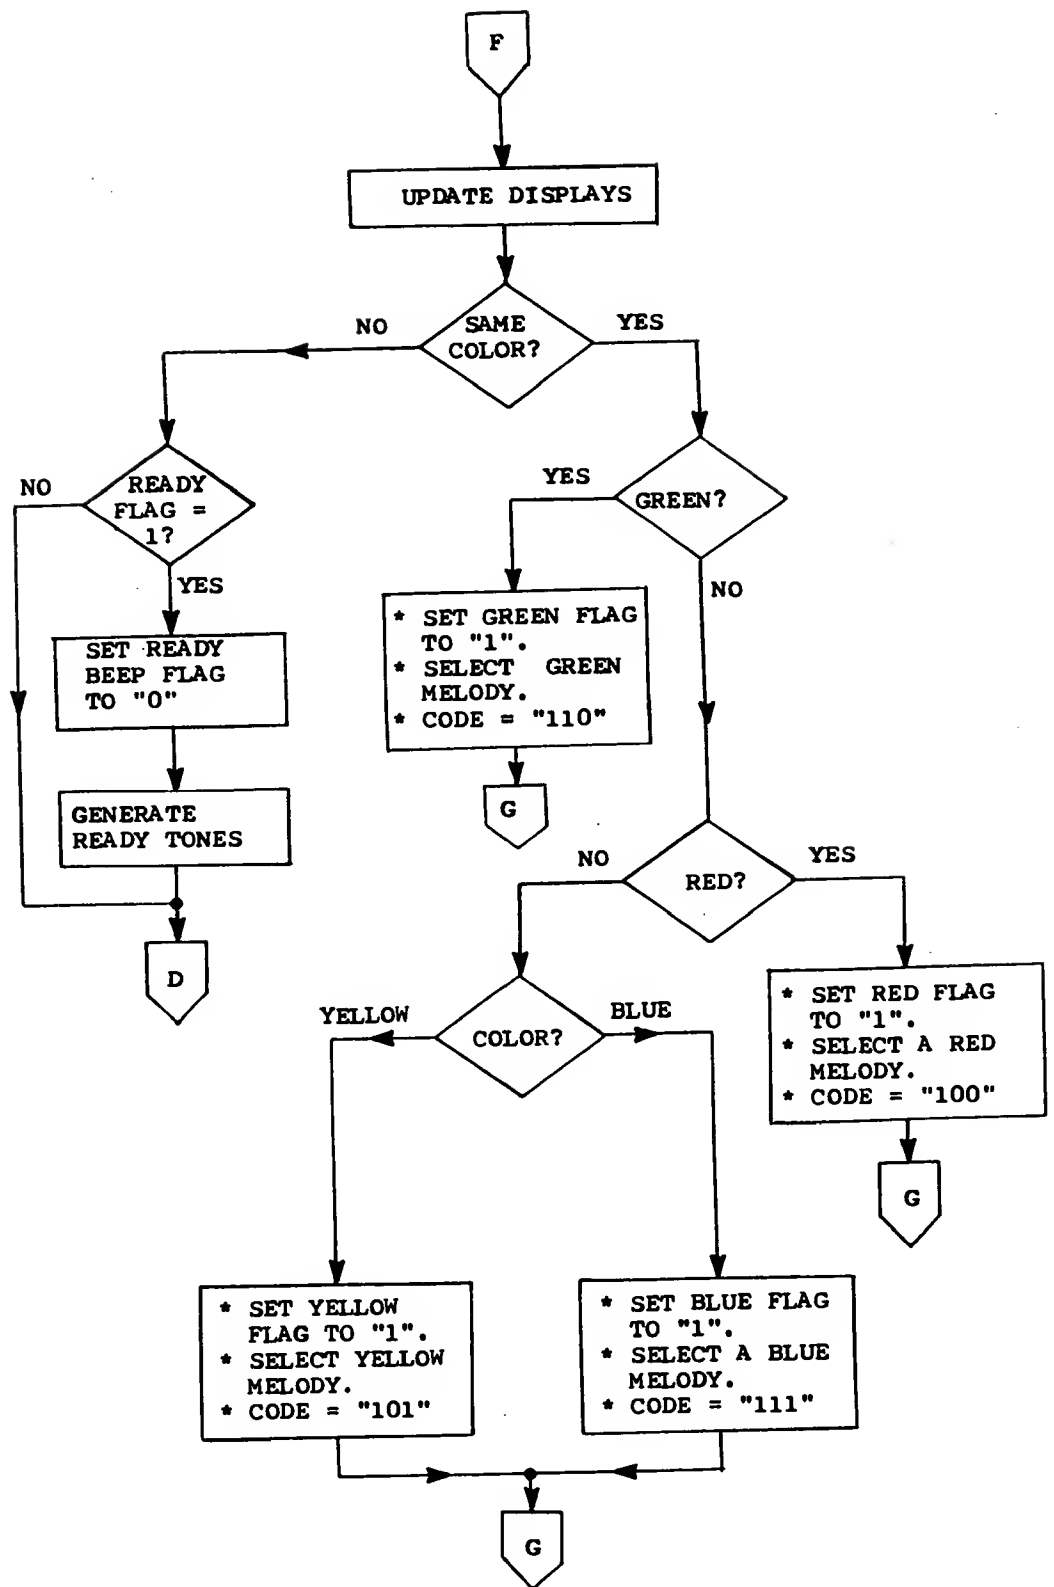 F
UPDATE DISPLAYS
NO
SAME
COLOR?
YES
NO
READY
FLAG =
1?
YES
YES
GREEN?
NO
SET READY
BEEP FLAG
TO "0"
* SET GREEN FLAG
TO "1".
* SELECT GREEN
MELODY.
* CODE = "110"
GENERATE
READY TONES
G
D
NO
RED?
YES
YELLOW
COLOR?
BLUE
* SET RED FLAG
TO "1".
* SELECT A RED
MELODY.
* CODE = "100"
G
* SET YELLOW
FLAG TO "1".
* SELECT YELLOW
MELODY.
* CODE = "101"
* SET BLUE FLAG
TO "1".
* SELECT A BLUE
MELODY.
* CODE = "111"
G